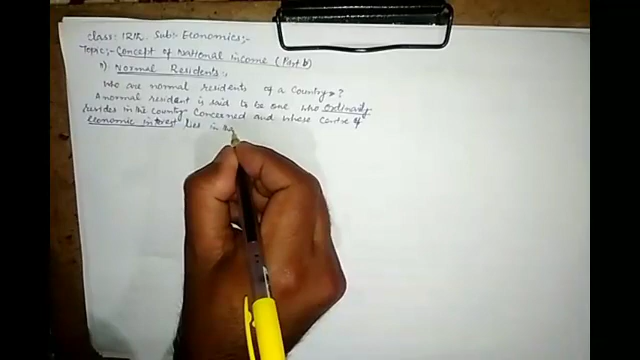 Class: 12th. Sub:- Economics:-
Topic:- Concept of National income (Part b)
Normal Residents:-
Who are normal residents of a Country?
A normal resident is said to be one who ordinarily
resides in the country concerned and whose centre of
economic interest lies in th